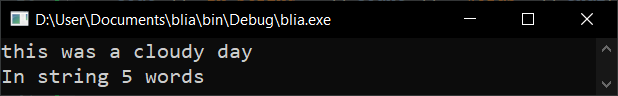 D:\User\Documents\blia\bin\Debug\blia.exe
this was a cloudy day
In string 5 words